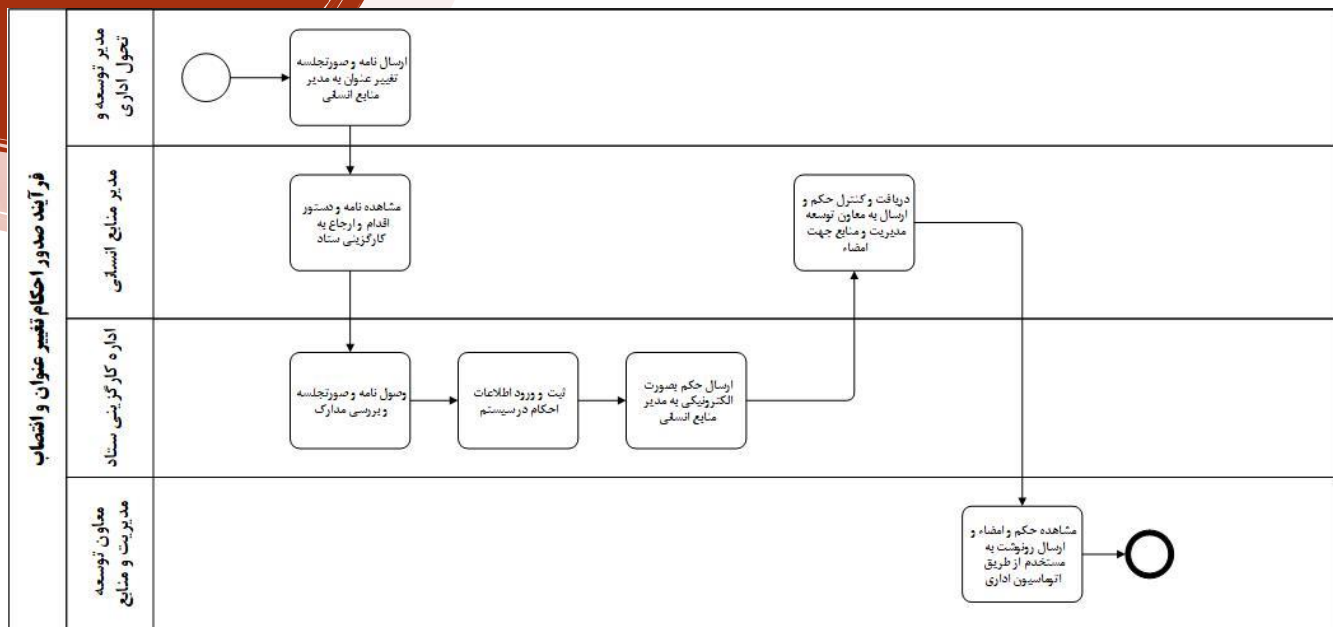 فرآیند صدور احکام تغییر عنوان و انتصاب
مدیر توسعه و
تحول اداری
ارسال نامه و صورتجلسه
تغییر عنوان به مدیر
منابع انسانی
مدیر منابع انسانی
مشاهده نامه و دستور
اقدام و ارجاع به
کارگزینی ستاد
دریافت و کنترل حکم و
ارسال به معاون توسعه
مدیریت و منابع جهت
امضاء
اداره کارگزینی ستاد
وصول نامه و صورتجلسه
و بررسی مدارک
ثبت و ورود اطلاعات
احکام در سیستم
ارسال حکم بصورت
الکترونیکی به مدیر
منابع انسانی
معاون توسعه
مدیریت و منابع
مشاهده حکم و امضاء و
ارسال رونوشت به
مستخدم از طریق
اتوماسیون اداری